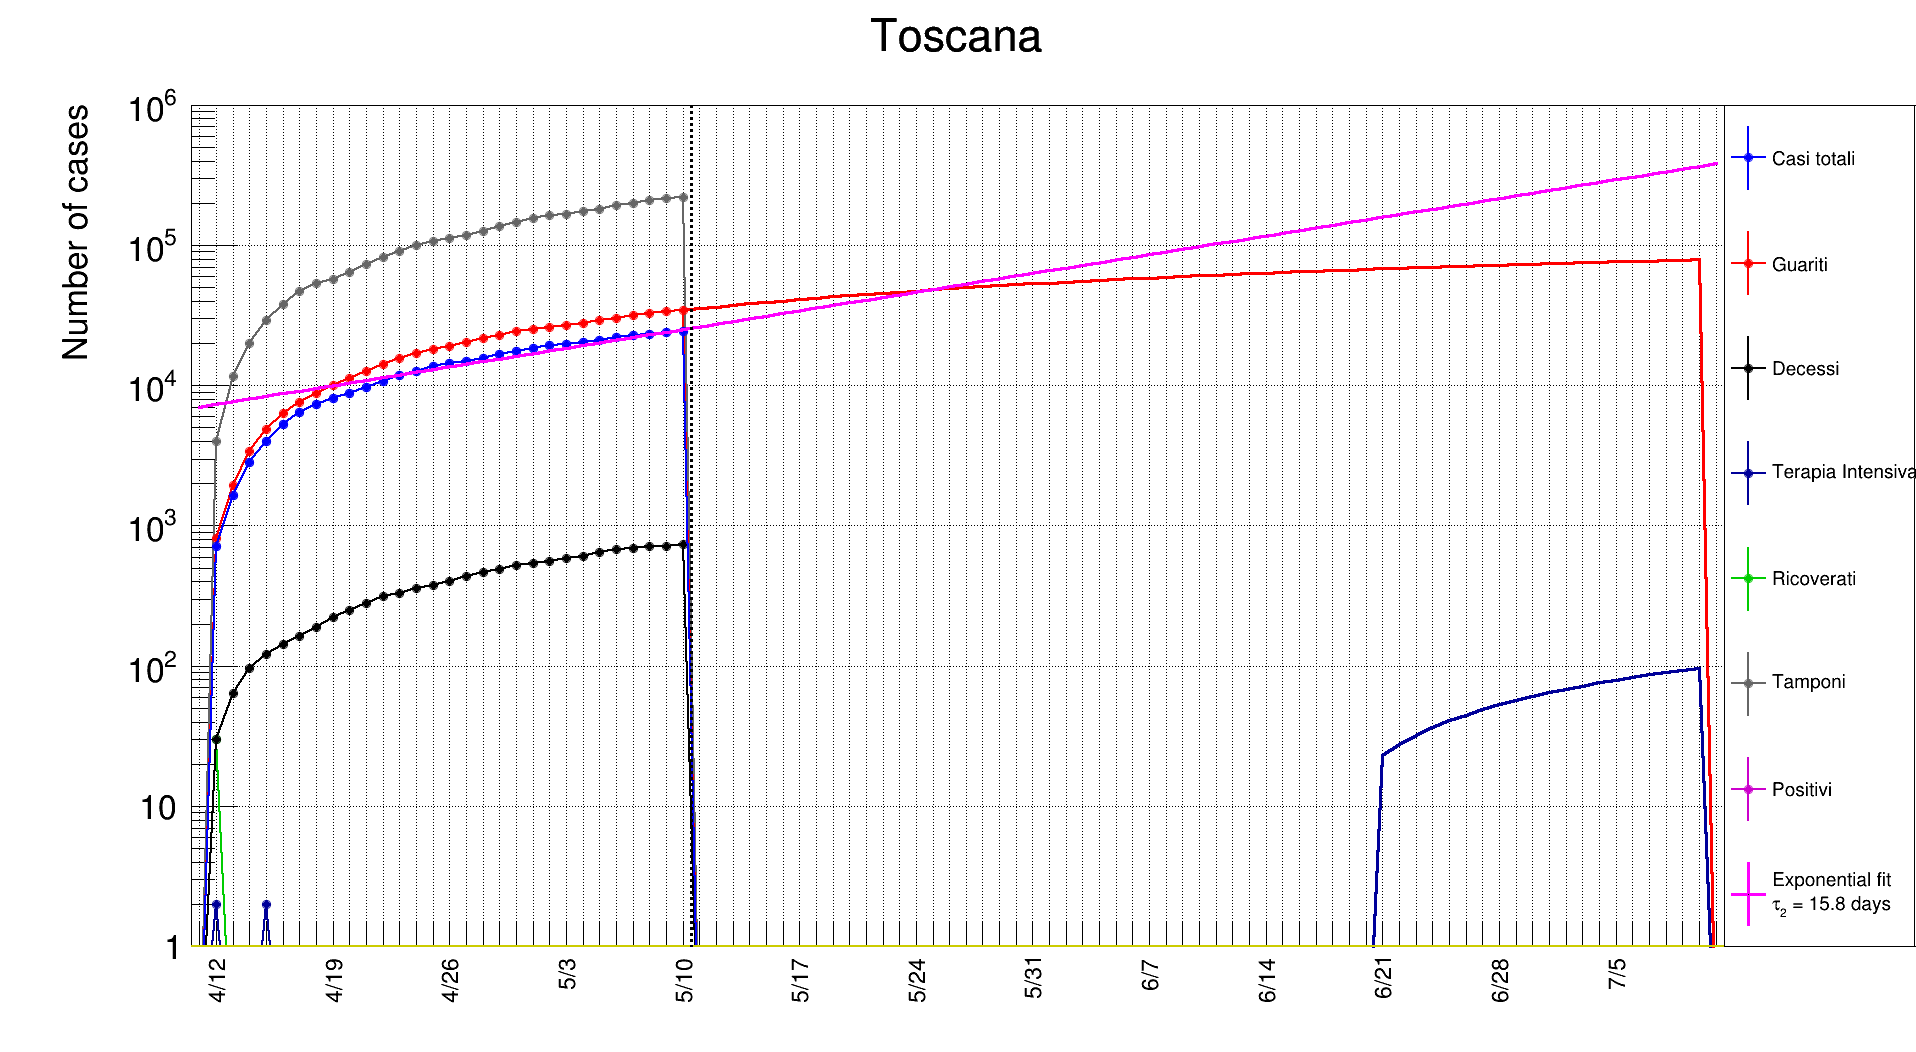 Toscana
Number of cases
10^6
10^5
10^4
10^3
10^2
10
1
4/12
4/19
4/26
5/3
5/10
5/17
5/24
5/31
6/7
6/14
6/21
6/28
7/5
Casi totali
Guariti
Decessi
Terapia Intensiva
Ricoverati
Tamponi
Positivi
Exponential fit
τ_2 = 15.8 days